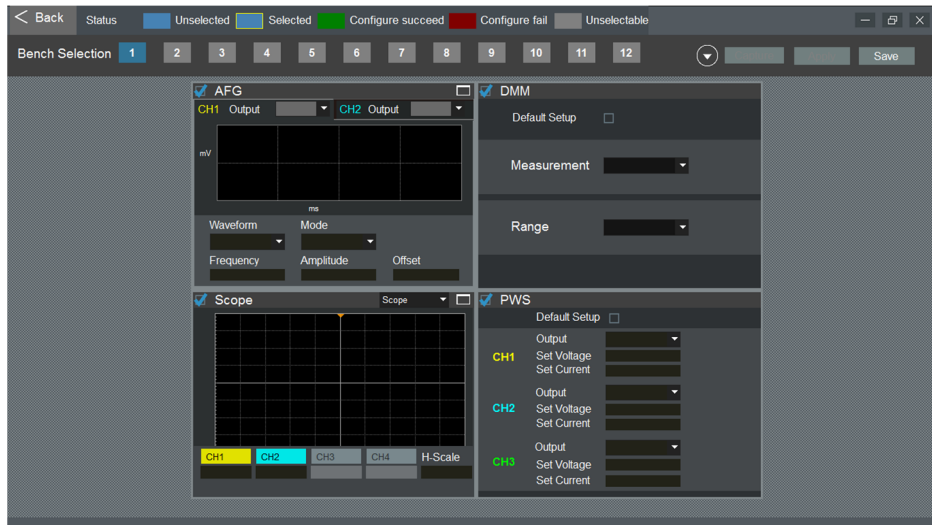 Back Status Unselected Selected Configure succeed Configure fail Unselectable
Bench Selection 1 2 3 4 5 6 7 8 9 10 11 12 Save
AFG
CH1 Output CH2 Output
mV
ms
Waveform Mode
Frequency Amplitude Offset
DMM
Default Setup
Measurement
Range
Scope Scope
CH1 CH2 CH3 CH4 H-Scale
PWS
Default Setup
Output
CH1 Set Voltage
Set Current
Output
CH2 Set Voltage
Set Current
Output
CH3 Set Voltage
Set Current